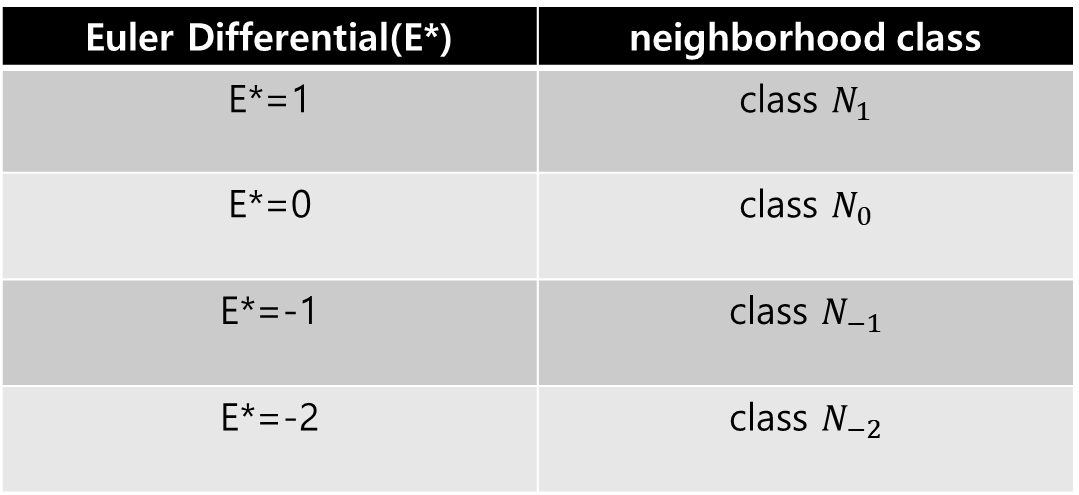 Euler Differential(E*) neighborhood class
E*=1 class N₁
E*=0 class N₀
E*=-1 class N₋₁
E*=-2 class N₋₂